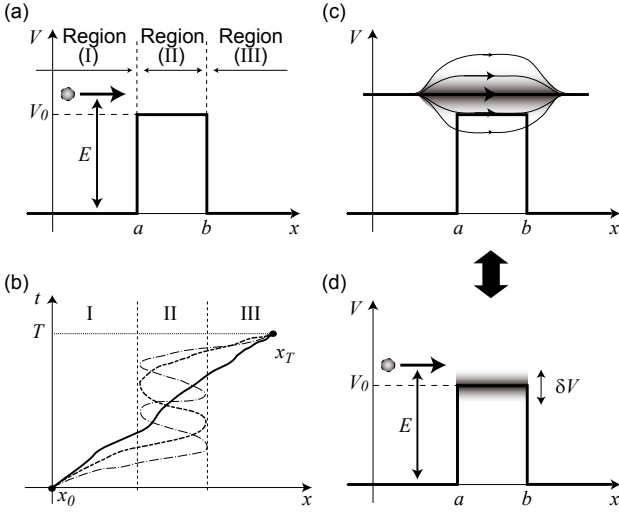 (a)
V
Region (I)
Region (II)
Region (III)
V0
E
a
b
x
(b)
t
I
II
III
T
xT
x0
x
(c)
V
a
b
x
(d)
V
V0
δV
E
a
b
x